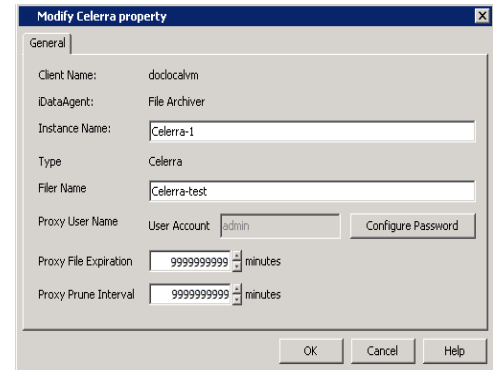 Modify Celerra property
General
Client Name: doclocalvm
iDataAgent: File Archiver
Instance Name: Celerra-1
Type Celerra
Filer Name Celerra-test
Proxy User Name User Account admin Configure Password
Proxy File Expiration 9999999999 minutes
Proxy Prune Interval 9999999999 minutes
OK Cancel Help